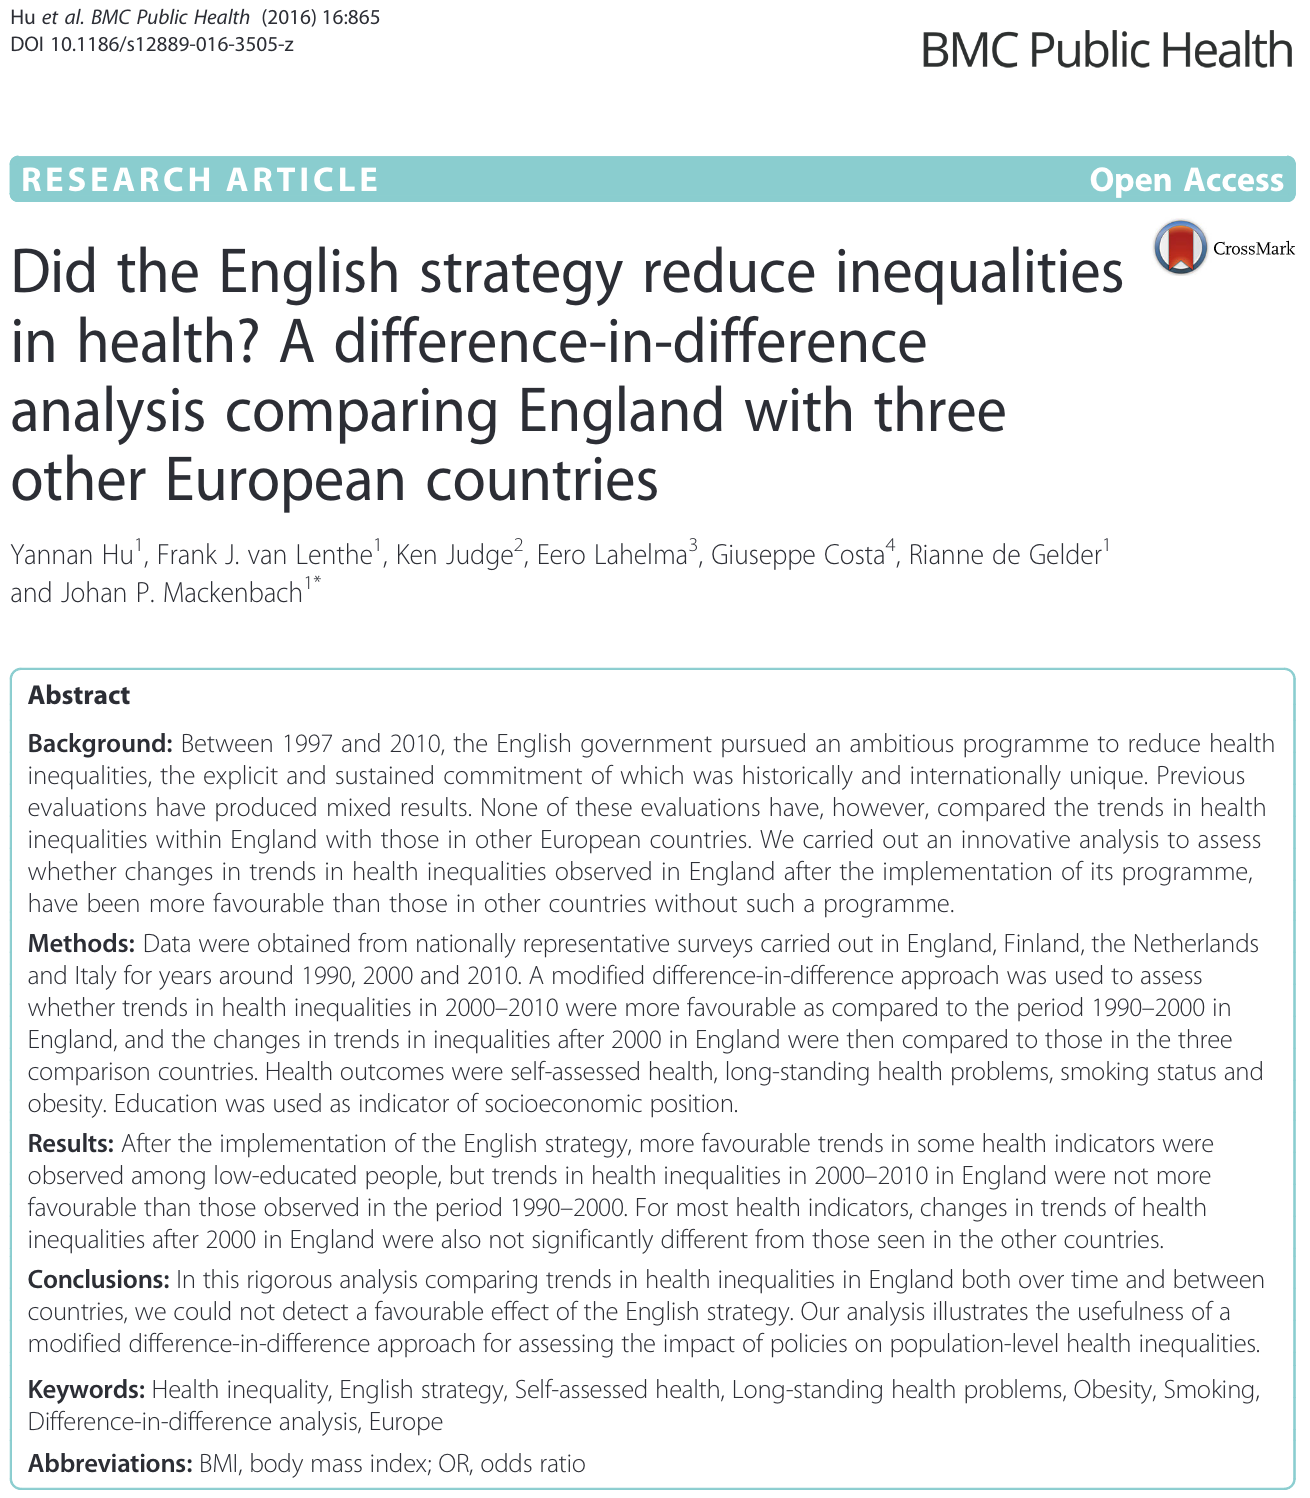 Hu et al. BMC Public Health (2016) 16:865
DOI 10.1186/s12889-016-3505-z
BMC Public Health
RESEARCH ARTICLE
Open Access
CrossMark
Did the English strategy reduce inequalities
in health? A difference-in-difference
analysis comparing England with three
other European countries
Yannan Hu1, Frank J. van Lenthe1, Ken Judge2, Eero Lahelma3, Giuseppe Costa4, Rianne de Gelder1
and Johan P. Mackenbach1*
Abstract
Background: Between 1997 and 2010, the English government pursued an ambitious programme to reduce health
inequalities, the explicit and sustained commitment of which was historically and internationally unique. Previous
evaluations have produced mixed results. None of these evaluations have, however, compared the trends in health
inequalities within England with those in other European countries. We carried out an innovative analysis to assess
whether changes in trends in health inequalities observed in England after the implementation of its programme,
have been more favourable than those in other countries without such a programme.
Methods: Data were obtained from nationally representative surveys carried out in England, Finland, the Netherlands
and Italy for years around 1990, 2000 and 2010. A modified difference-in-difference approach was used to assess
whether trends in health inequalities in 2000–2010 were more favourable as compared to the period 1990–2000 in
England, and the changes in trends in inequalities after 2000 in England were then compared to those in the three
comparison countries. Health outcomes were self-assessed health, long-standing health problems, smoking status and
obesity. Education was used as indicator of socioeconomic position.
Results: After the implementation of the English strategy, more favourable trends in some health indicators were
observed among low-educated people, but trends in health inequalities in 2000–2010 in England were not more
favourable than those observed in the period 1990–2000. For most health indicators, changes in trends of health
inequalities after 2000 in England were also not significantly different from those seen in the other countries.
Conclusions: In this rigorous analysis comparing trends in health inequalities in England both over time and between
countries, we could not detect a favourable effect of the English strategy. Our analysis illustrates the usefulness of a
modified difference-in-difference approach for assessing the impact of policies on population-level health inequalities.
Keywords: Health inequality, English strategy, Self-assessed health, Long-standing health problems, Obesity, Smoking,
Difference-in-difference analysis, Europe
Abbreviations: BMI, body mass index; OR, odds ratio